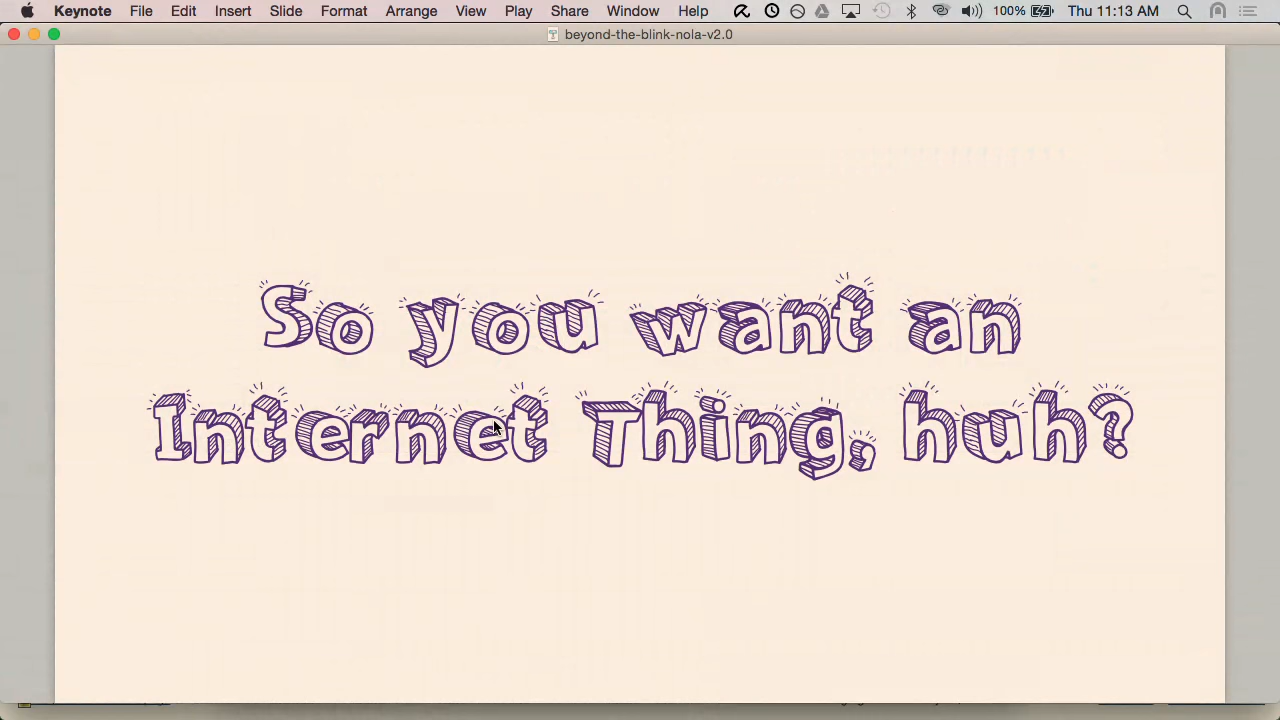 Keynote File Edit Insert Slide Format Arrange View Play Share Window Help 100% Thu 11:13 AM
beyond-the-blink-nola-v2.0
So you want an
Internet Thing, huh?